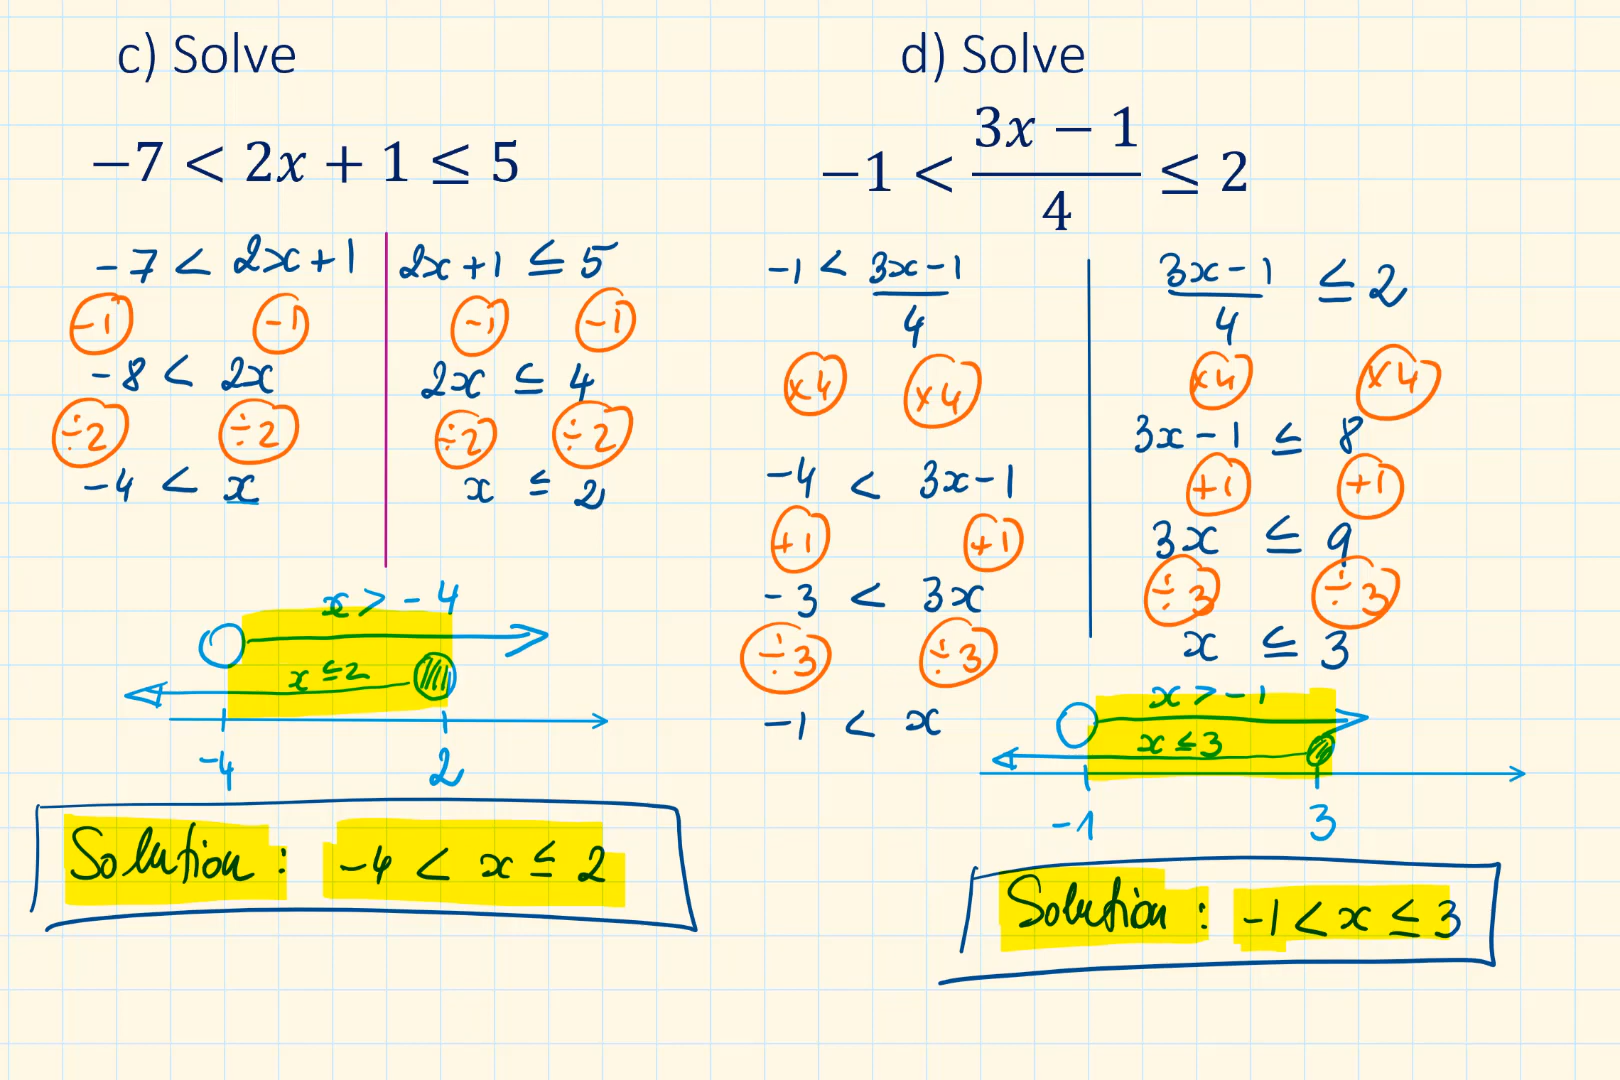 c) Solve
-7 < 2x + 1 ≤ 5
-7 < 2x+1
-1 -1
-8 < 2x
÷2 ÷2
-4 < x
2x+1 ≤ 5
-1 -1
2x ≤ 4
÷2 ÷2
x ≤ 2
x > -4
x ≤ 2
-4 2
Solution : -4 < x ≤ 2
d) Solve
-1 < (3x - 1)/4 ≤ 2
-1 < (3x-1)/4
×4 ×4
-4 < 3x-1
+1 +1
-3 < 3x
÷3 ÷3
-1 < x
(3x-1)/4 ≤ 2
×4 ×4
3x-1 ≤ 8
+1 +1
3x ≤ 9
÷3 ÷3
x ≤ 3
x > -1
x ≤ 3
-1 3
Solution : -1 < x ≤ 3